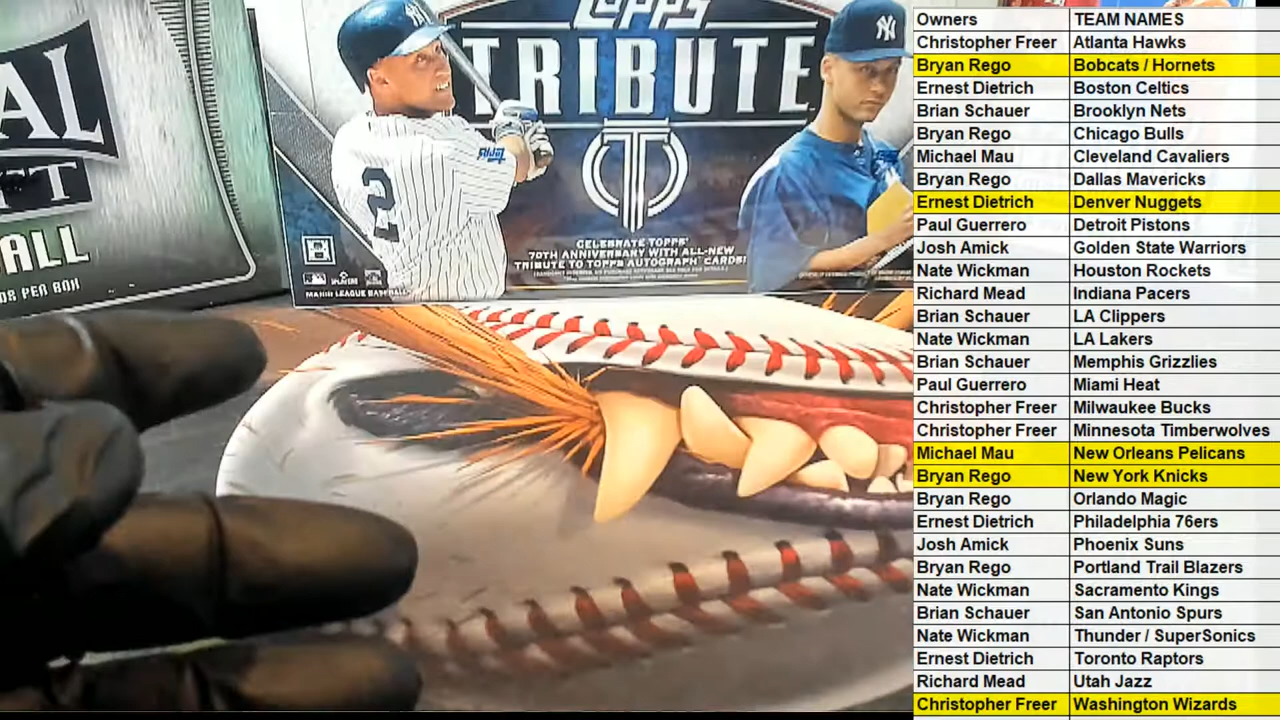 AL
FT
ALL
DS PER BOX
TOPPS
TRIBUTE
NY
2
T
NY
CELEBRATE TOPPS'
70TH ANNIVERSARY WITH ALL-NEW
TRIBUTE TO TOPPS AUTOGRAPH CARDS!
MAJOR LEAGUE BASEBALL
Owners TEAM NAMES
Christopher Freer Atlanta Hawks
Bryan Rego Bobcats / Hornets
Ernest Dietrich Boston Celtics
Brian Schauer Brooklyn Nets
Bryan Rego Chicago Bulls
Michael Mau Cleveland Cavaliers
Bryan Rego Dallas Mavericks
Ernest Dietrich Denver Nuggets
Paul Guerrero Detroit Pistons
Josh Amick Golden State Warriors
Nate Wickman Houston Rockets
Richard Mead Indiana Pacers
Brian Schauer LA Clippers
Nate Wickman LA Lakers
Brian Schauer Memphis Grizzlies
Paul Guerrero Miami Heat
Christopher Freer Milwaukee Bucks
Christopher Freer Minnesota Timberwolves
Michael Mau New Orleans Pelicans
Bryan Rego New York Knicks
Bryan Rego Orlando Magic
Ernest Dietrich Philadelphia 76ers
Josh Amick Phoenix Suns
Bryan Rego Portland Trail Blazers
Nate Wickman Sacramento Kings
Brian Schauer San Antonio Spurs
Nate Wickman Thunder / SuperSonics
Ernest Dietrich Toronto Raptors
Richard Mead Utah Jazz
Christopher Freer Washington Wizards